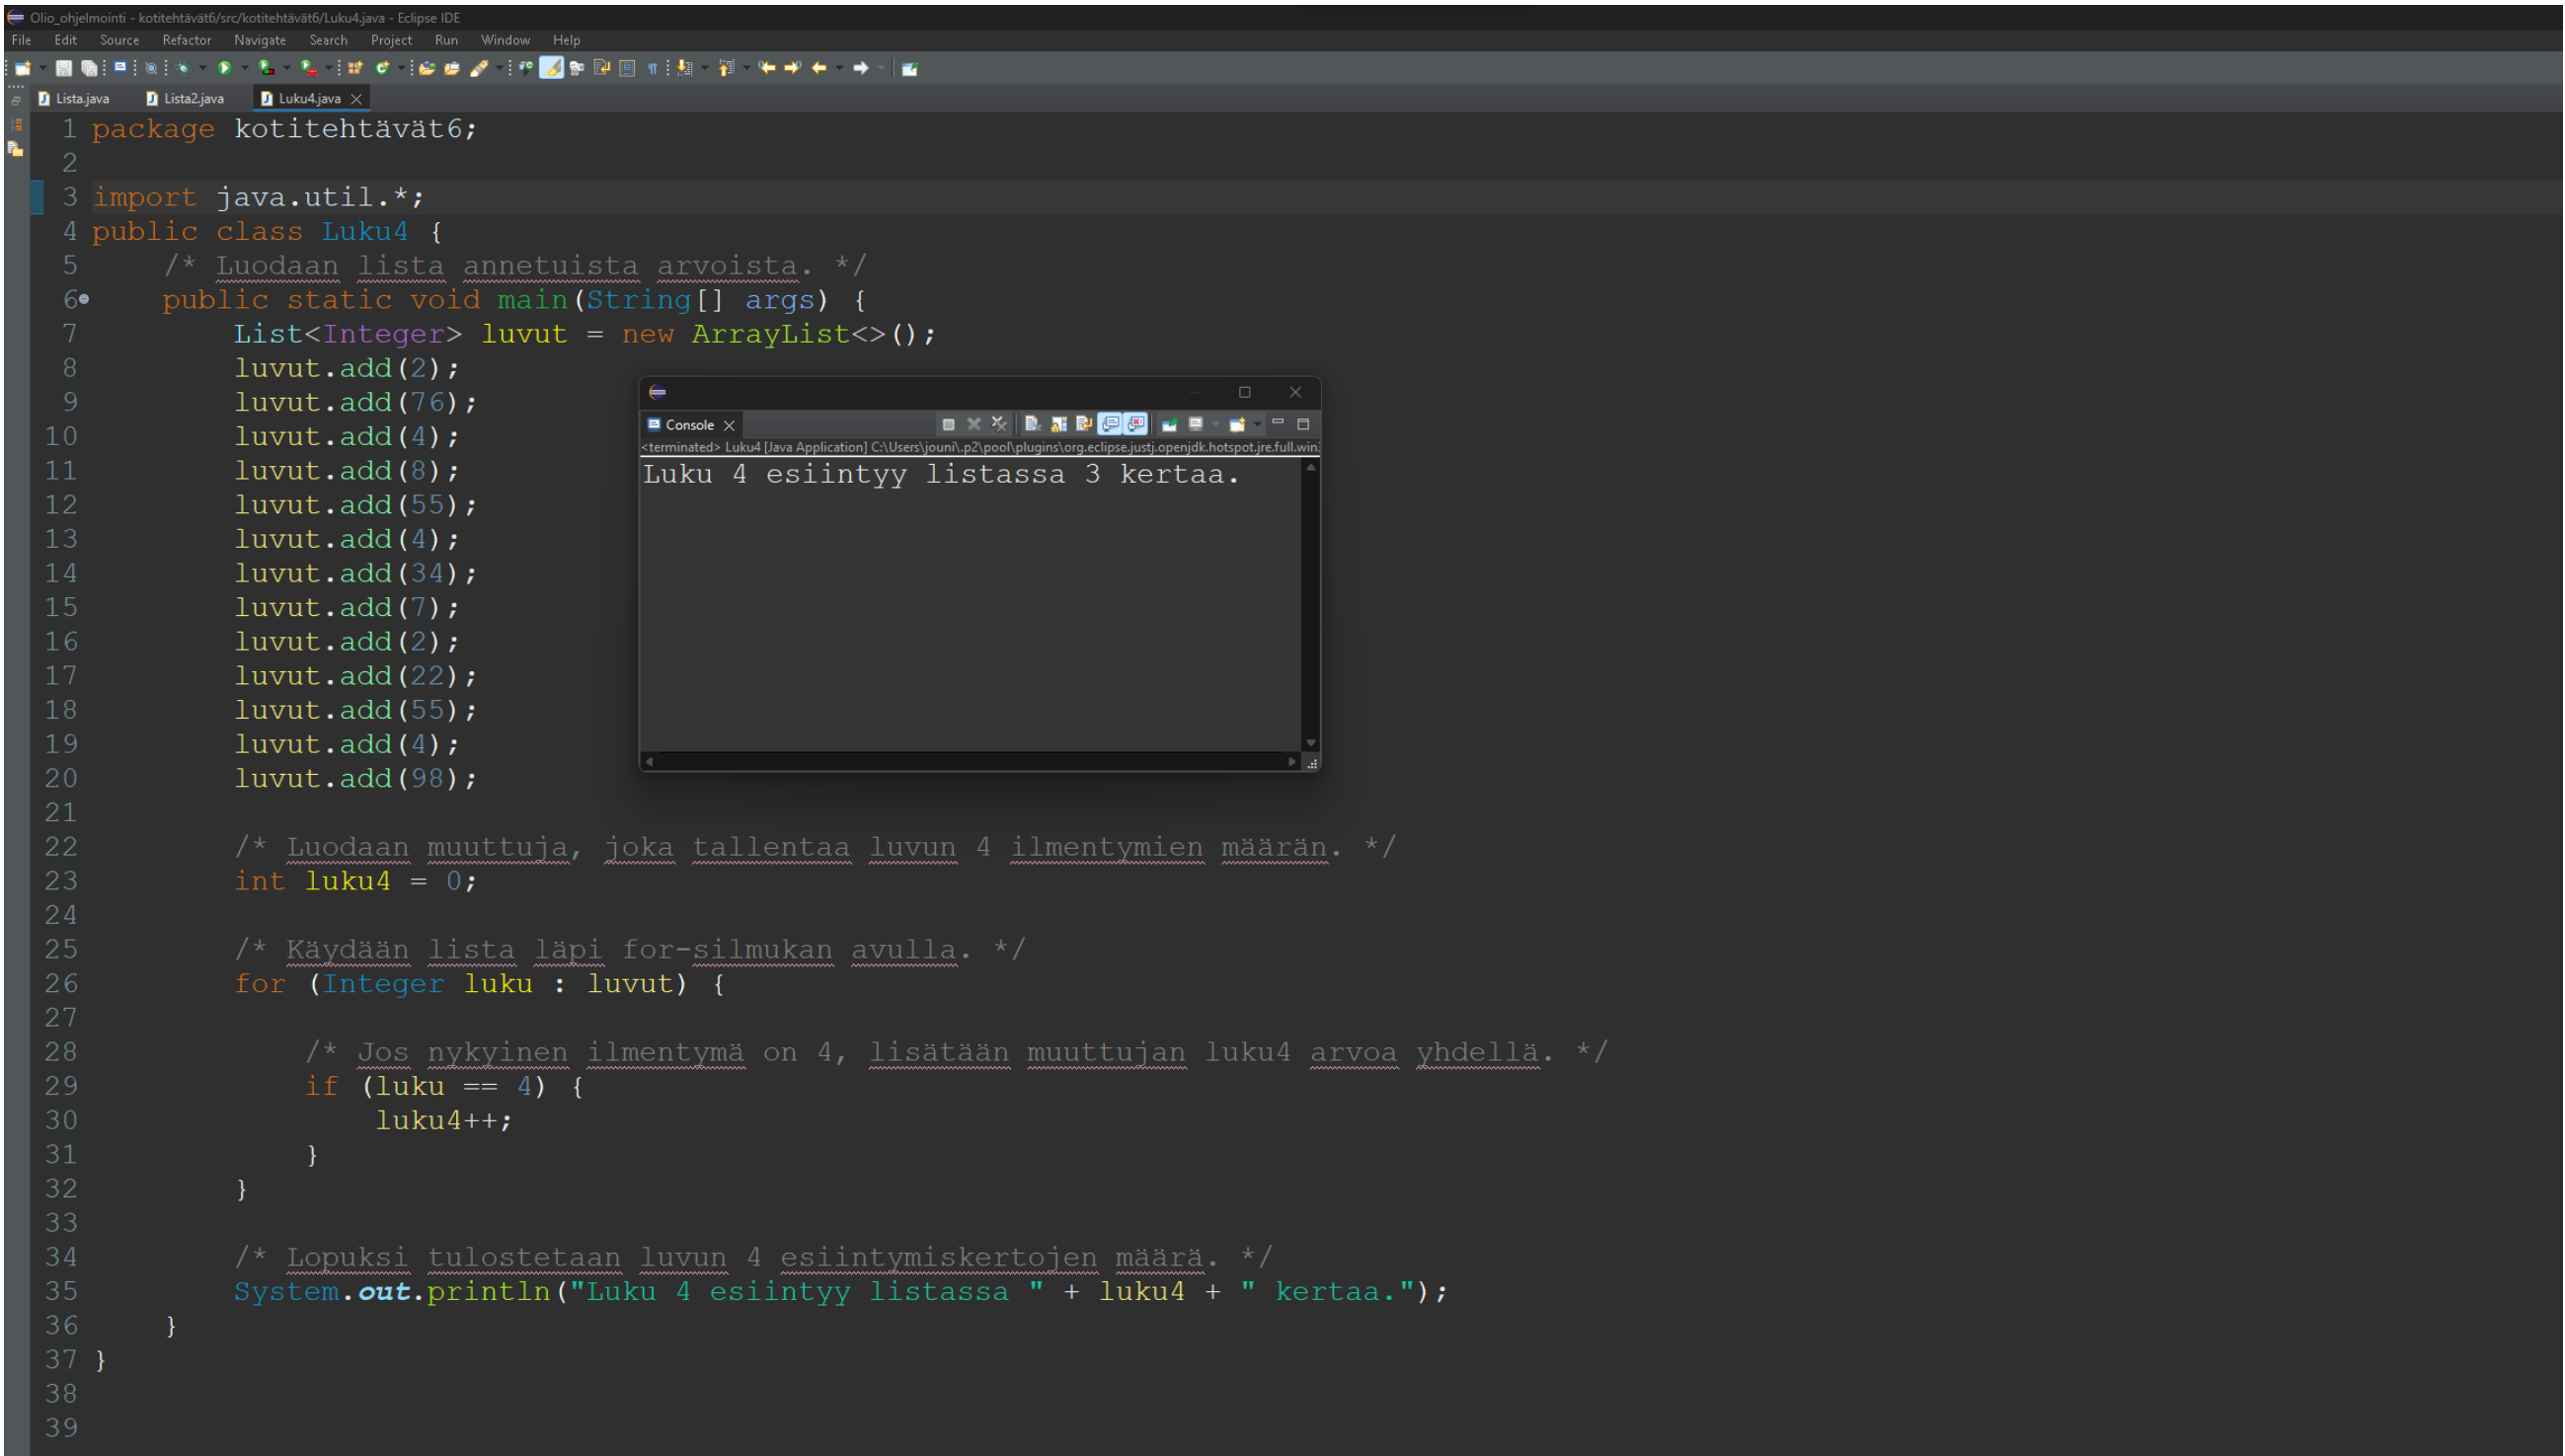 Olio_ohjelmointi - kotitehtävät6/src/kotitehtävät6/Luku4.java - Eclipse IDE
File Edit Source Refactor Navigate Search Project Run Window Help
Lista.java Lista2.java Luku4.java
1 package kotitehtävät6;
2
3 import java.util.*;
4 public class Luku4 {
5 /* Luodaan lista annetuista arvoista. */
6 public static void main(String[] args) {
7 List<Integer> luvut = new ArrayList<>();
8 luvut.add(2);
9 luvut.add(76);
10 luvut.add(4);
11 luvut.add(8);
12 luvut.add(55);
13 luvut.add(4);
14 luvut.add(34);
15 luvut.add(7);
16 luvut.add(2);
17 luvut.add(22);
18 luvut.add(55);
19 luvut.add(4);
20 luvut.add(98);
21
22 /* Luodaan muuttuja, joka tallentaa luvun 4 ilmentymien määrän. */
23 int luku4 = 0;
24
25 /* Käydään lista läpi for-silmukan avulla. */
26 for (Integer luku : luvut) {
27
28 /* Jos nykyinen ilmentymä on 4, lisätään muuttujan luku4 arvoa yhdellä. */
29 if (luku == 4) {
30 luku4++;
31 }
32 }
33
34 /* Lopuksi tulostetaan luvun 4 esiintymiskertojen määrä. */
35 System.out.println("Luku 4 esiintyy listassa " + luku4 + " kertaa.");
36 }
37 }
38
39
Console
<terminated> Luku4 [Java Application] C:\Users\jouni\.p2\pool\plugins\org.eclipse.justj.openjdk.hotspot.jre.full.win
Luku 4 esiintyy listassa 3 kertaa.